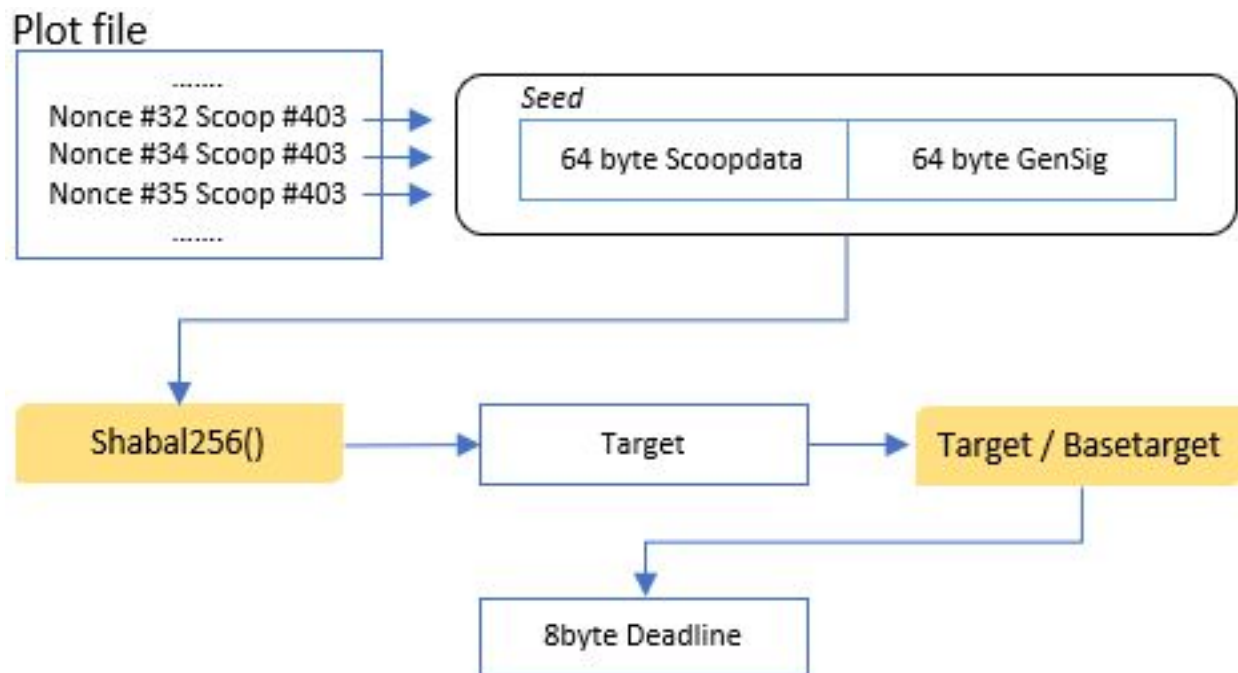 Plot file
.......
Nonce #32 Scoop #403
Nonce #34 Scoop #403
Nonce #35 Scoop #403
.......
Seed
64 byte Scoopdata
64 byte GenSig
Shabal256()
Target
Target / Basetarget
8byte Deadline